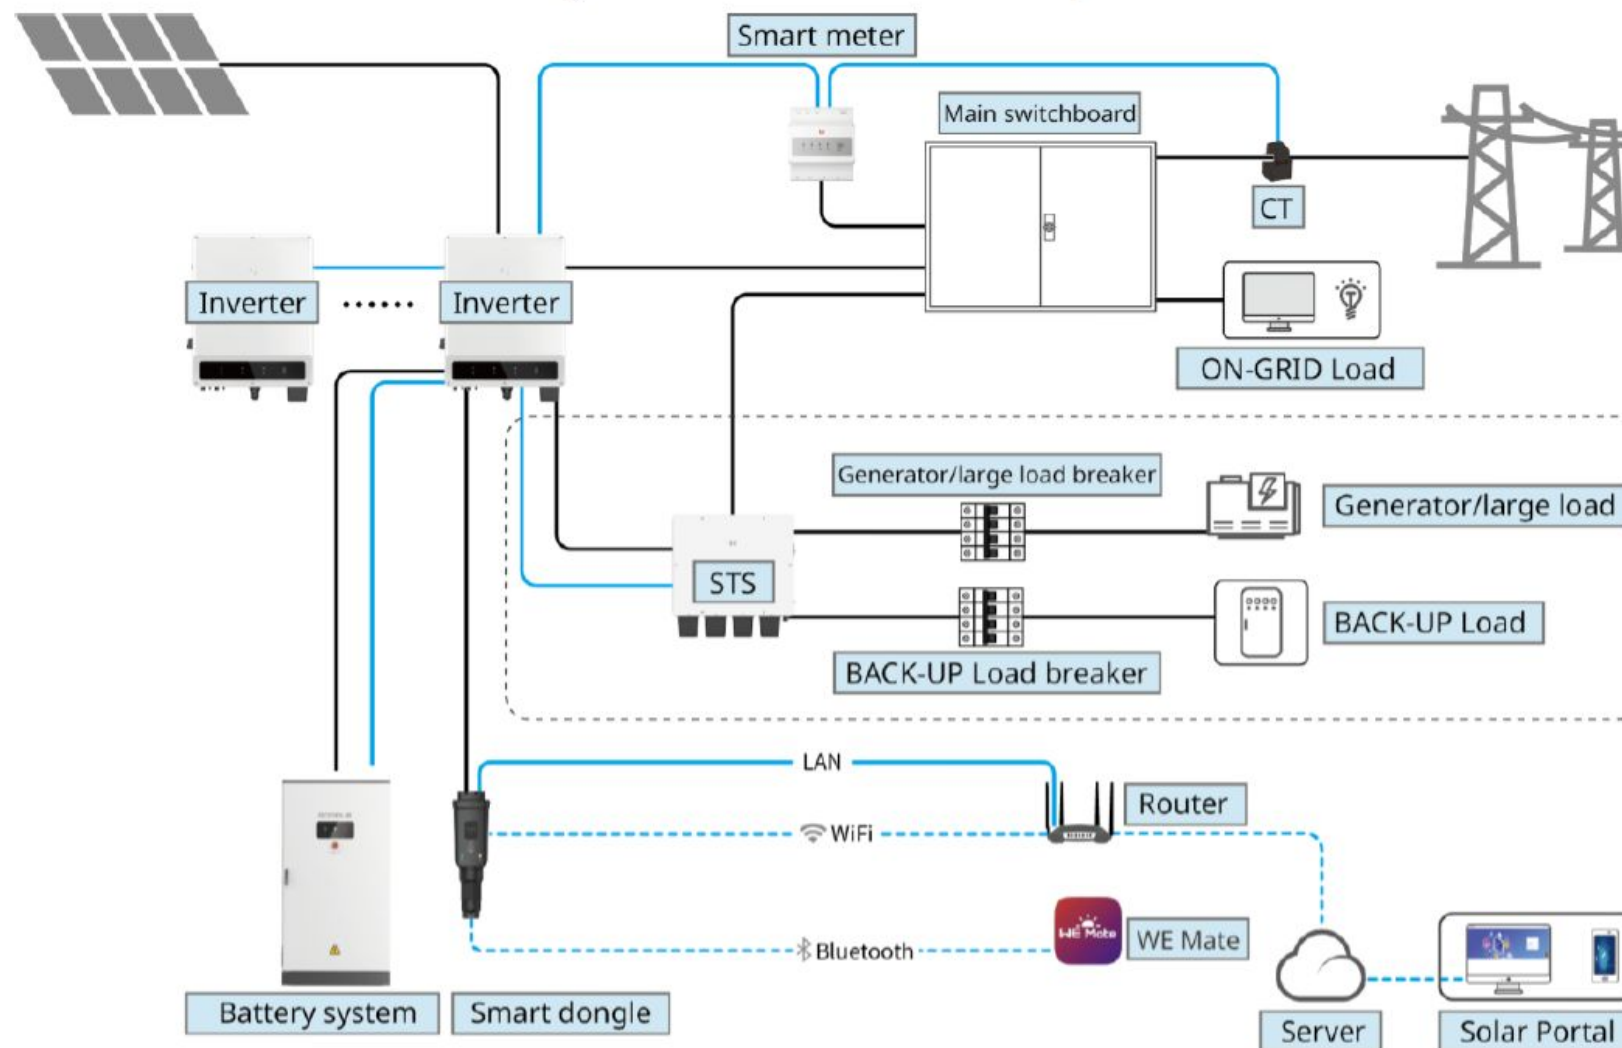 Smart meter
Main switchboard
CT
Inverter
Inverter
ON-GRID Load
Generator/large load breaker
Generator/large load
STS
BACK-UP Load
BACK-UP Load breaker
LAN
Router
WiFi
WE Mate
WE Mate
Bluetooth
Battery system
Smart dongle
Server
Solar Portal